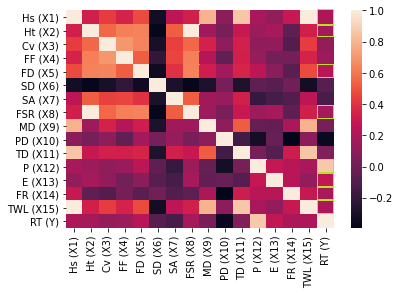 Hs (X1)
Ht (X2)
Cv (X3)
FF (X4)
FD (X5)
SD (X6)
SA (X7)
FSR (X8)
MD (X9)
PD (X10)
TD (X11)
P (X12)
E (X13)
FR (X14)
TWL (X15)
RT (Y)
Hs (X1)
Ht (X2)
Cv (X3)
FF (X4)
FD (X5)
SD (X6)
SA (X7)
FSR (X8)
MD (X9)
PD (X10)
TD (X11)
P (X12)
E (X13)
FR (X14)
TWL (X15)
RT (Y)
1.0
0.8
0.6
0.4
0.2
0.0
−0.2